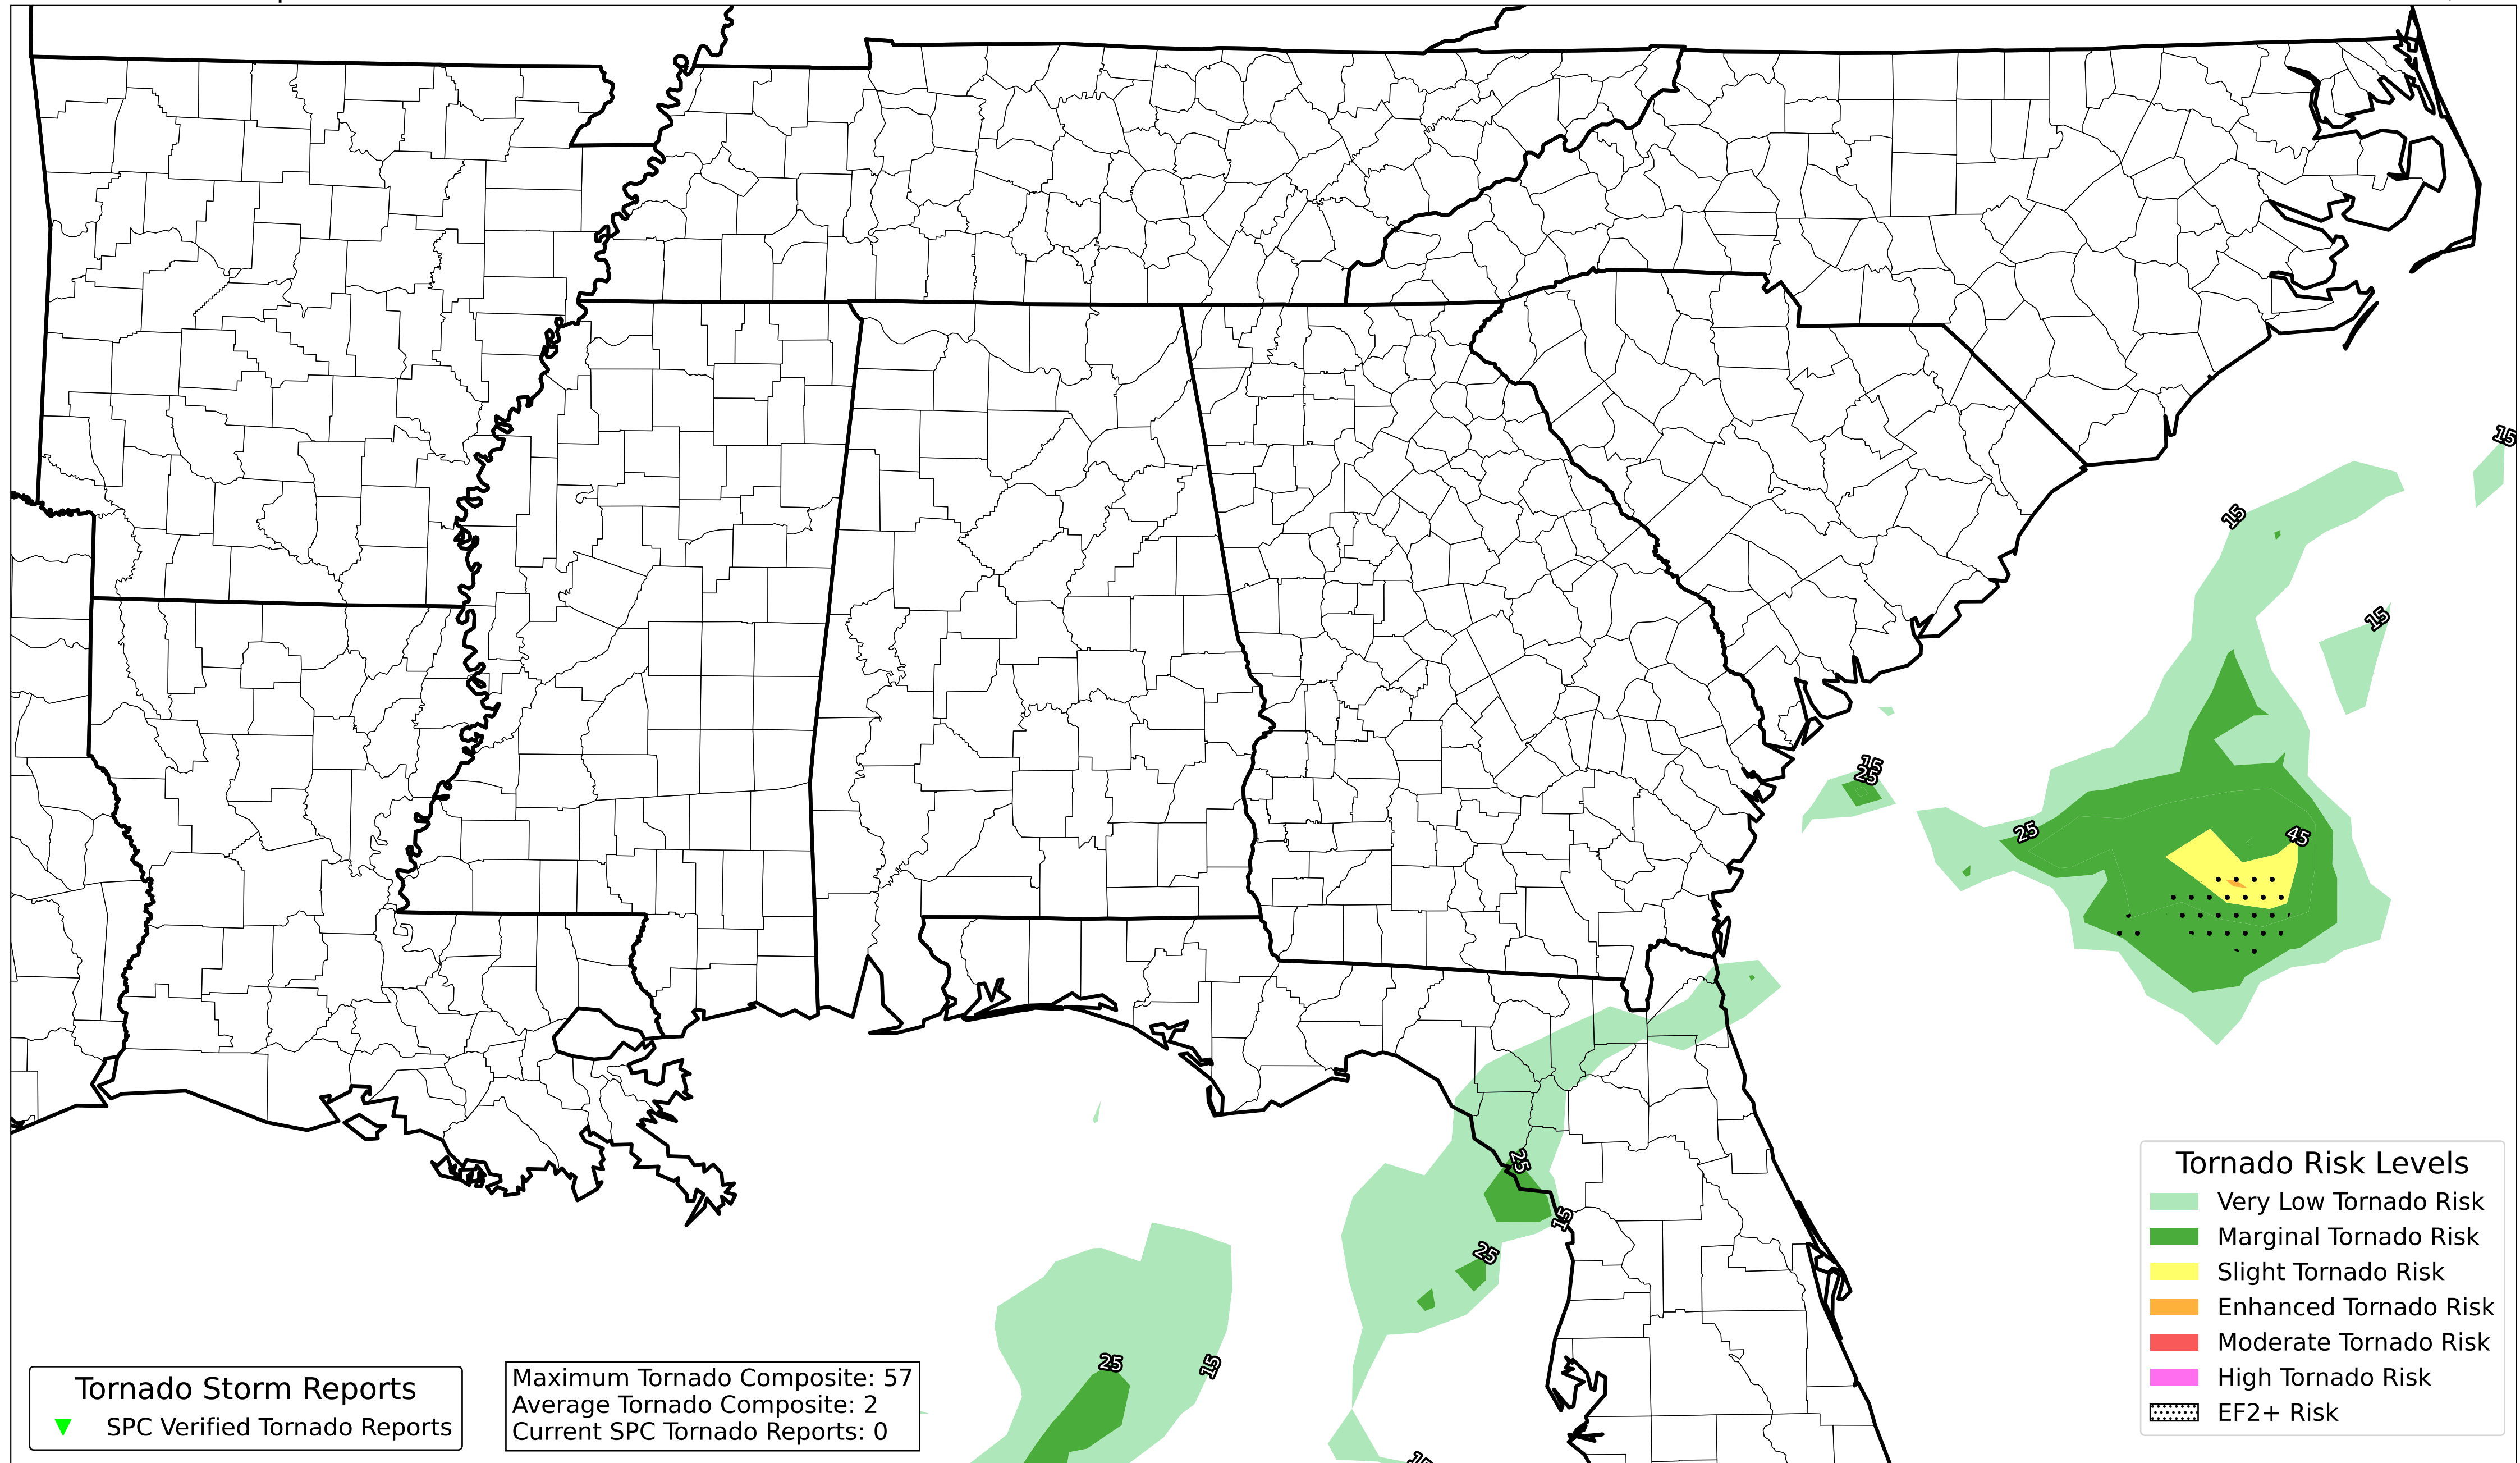 15
15
15
15
25
25
45
25
15
25
25
15
Tornado Risk Levels
Very Low Tornado Risk
Marginal Tornado Risk
Slight Tornado Risk
Enhanced Tornado Risk
Moderate Tornado Risk
High Tornado Risk
EF2+ Risk
Tornado Storm Reports
SPC Verified Tornado Reports
Maximum Tornado Composite: 57
Average Tornado Composite: 2
Current SPC Tornado Reports: 0